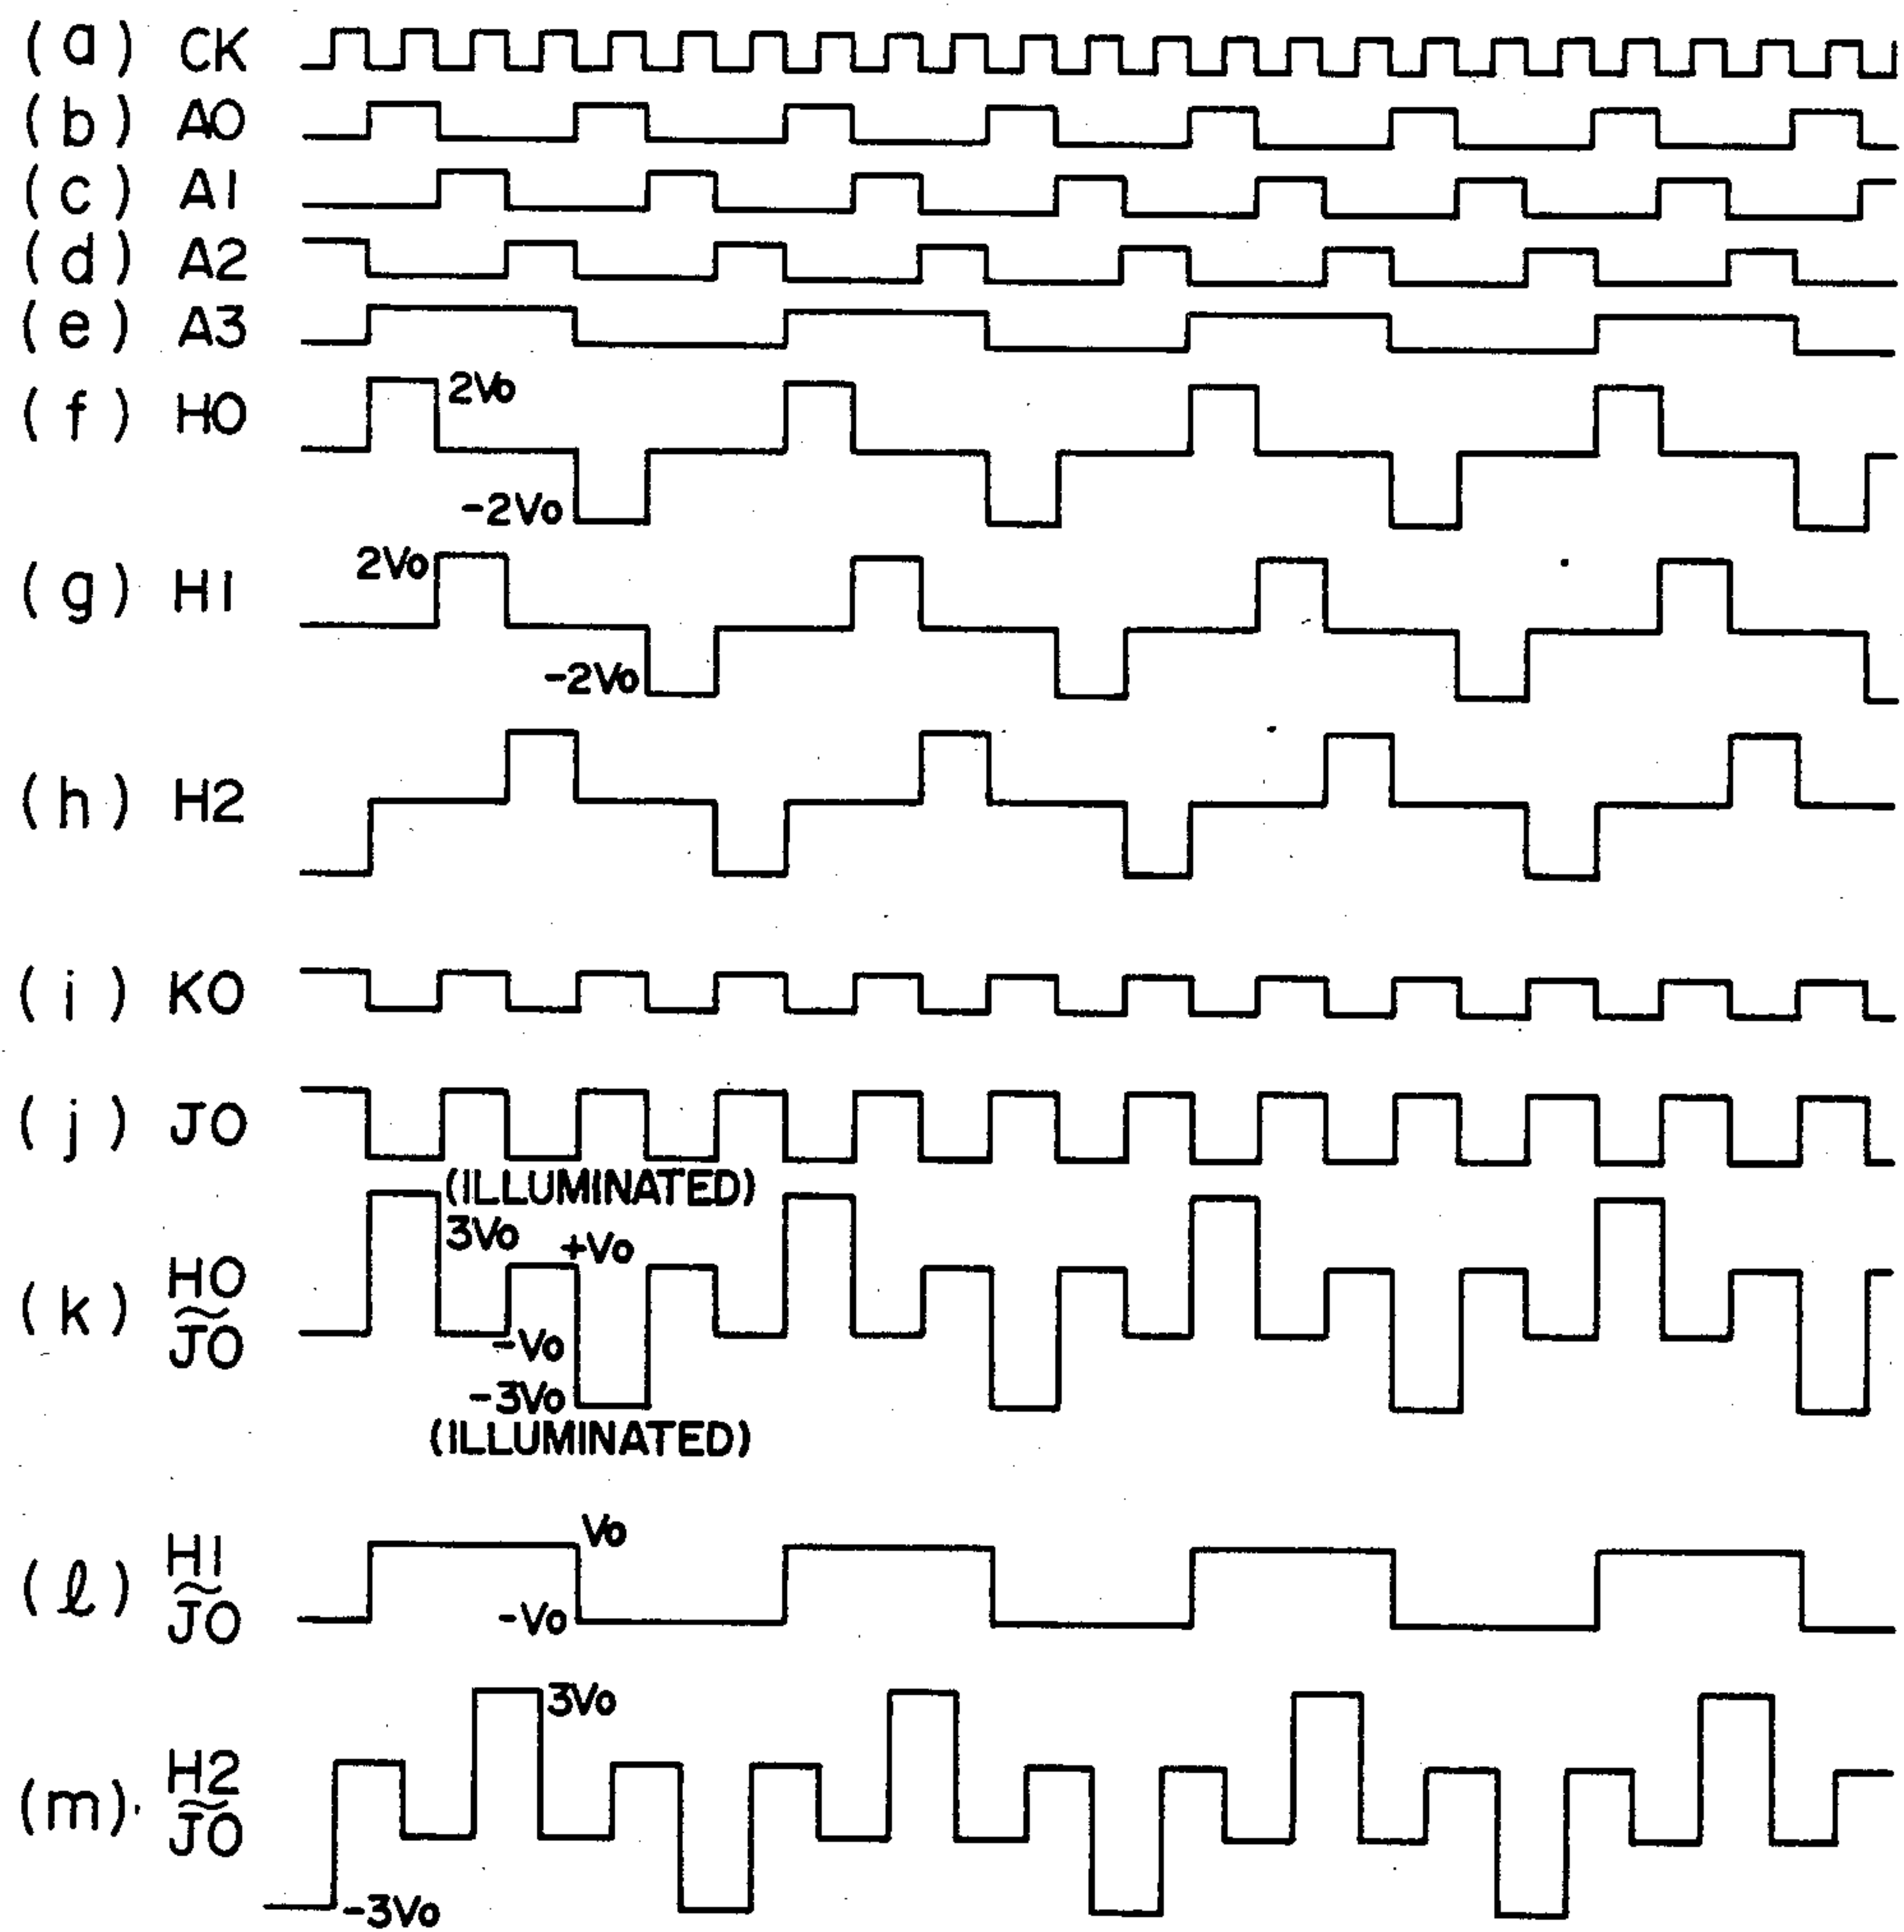 (a) CK
(b) A0
(c) A1
(d) A2
(e) A3
(f) H0
2Vo
-2Vo
(g) H1
2Vo
-2Vo
(h) H2
(i) K0
(j) J0
(ILLUMINATED)
(k) H0
~
J0
3Vo
+Vo
-Vo
-3Vo
(ILLUMINATED)
(ℓ) H1
~
J0
Vo
-Vo
(m) H2
~
J0
3Vo
-3Vo